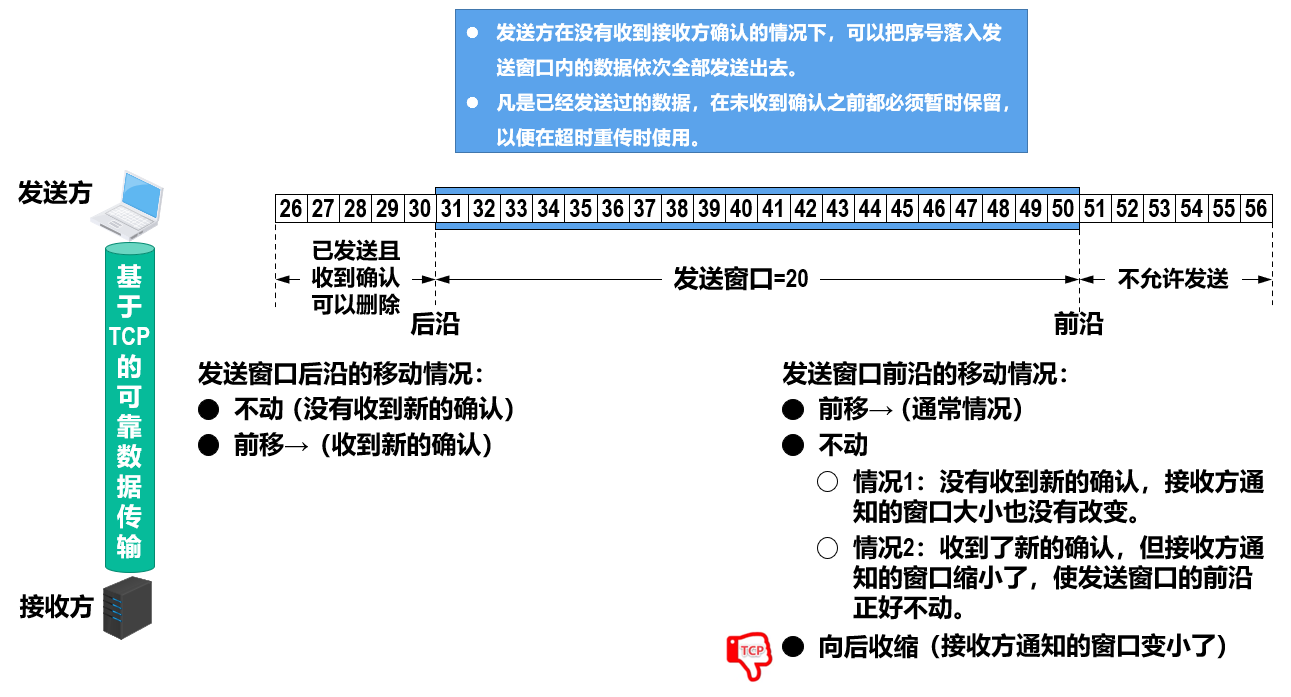 ● 发送方在没有收到接收方确认的情况下，可以把序号落入发
送窗口内的数据依次全部发送出去。
● 凡是已经发送过的数据，在未收到确认之前都必须暂时保留，
以便在超时重传时使用。
发送方
26 27 28 29 30 31 32 33 34 35 36 37 38 39 40 41 42 43 44 45 46 47 48 49 50 51 52 53 54 55 56
已发送且
收到确认
可以删除
发送窗口=20
不允许发送
后沿
前沿
基
于
TCP
的
可
靠
数
据
传
输
接收方
发送窗口后沿的移动情况：
● 不动（没有收到新的确认）
● 前移→（收到新的确认）
发送窗口前沿的移动情况：
● 前移→（通常情况）
● 不动
○ 情况1：没有收到新的确认，接收方通
知的窗口大小也没有改变。
○ 情况2：收到了新的确认，但接收方通
知的窗口缩小了，使发送窗口的前沿
正好不动。
TCP
● 向后收缩（接收方通知的窗口变小了）